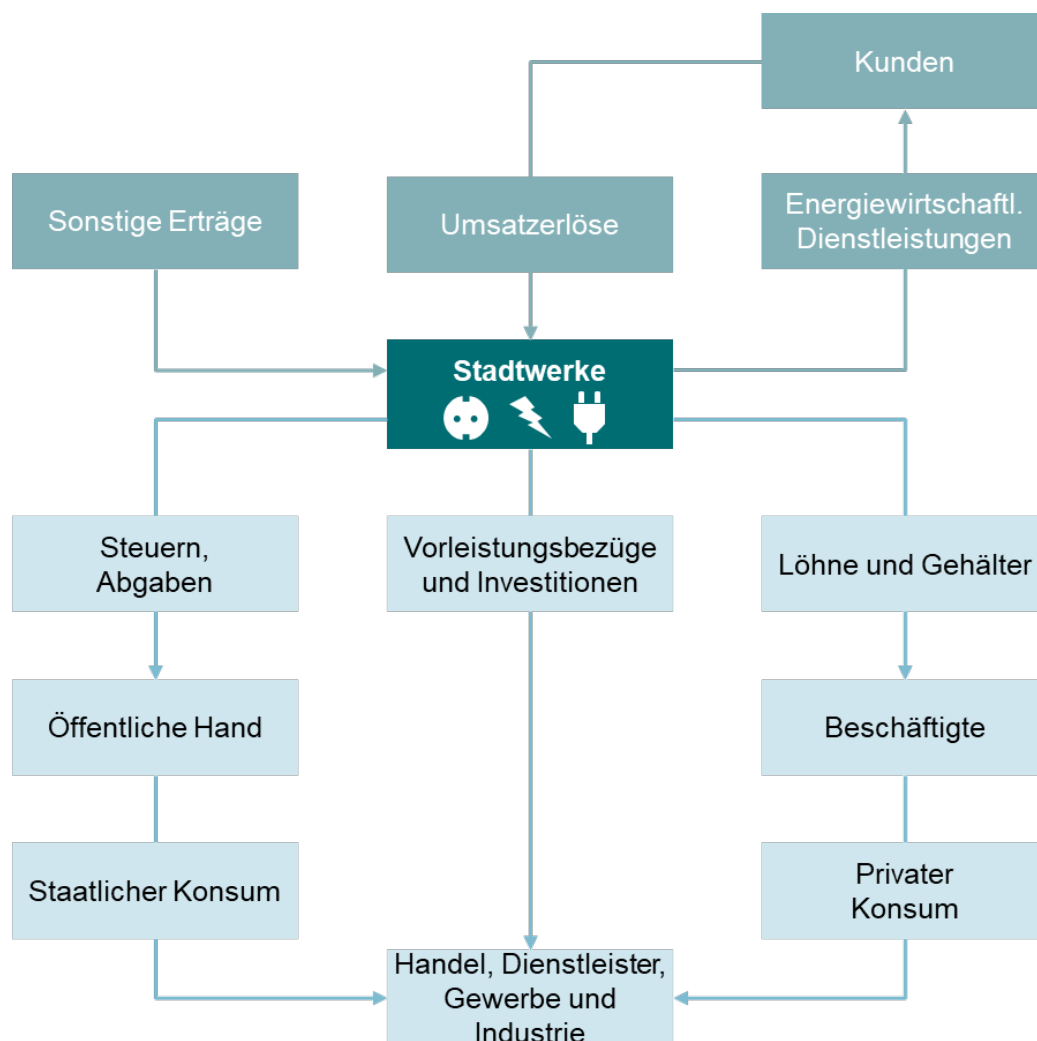 Kunden
Sonstige Erträge
Umsatzerlöse
Energiewirtschaftl.
Dienstleistungen
Stadtwerke
Steuern,
Abgaben
Vorleistungsbezüge
und Investitionen
Löhne und Gehälter
Öffentliche Hand
Beschäftigte
Staatlicher Konsum
Privater
Konsum
Handel, Dienstleister,
Gewerbe und
Industrie